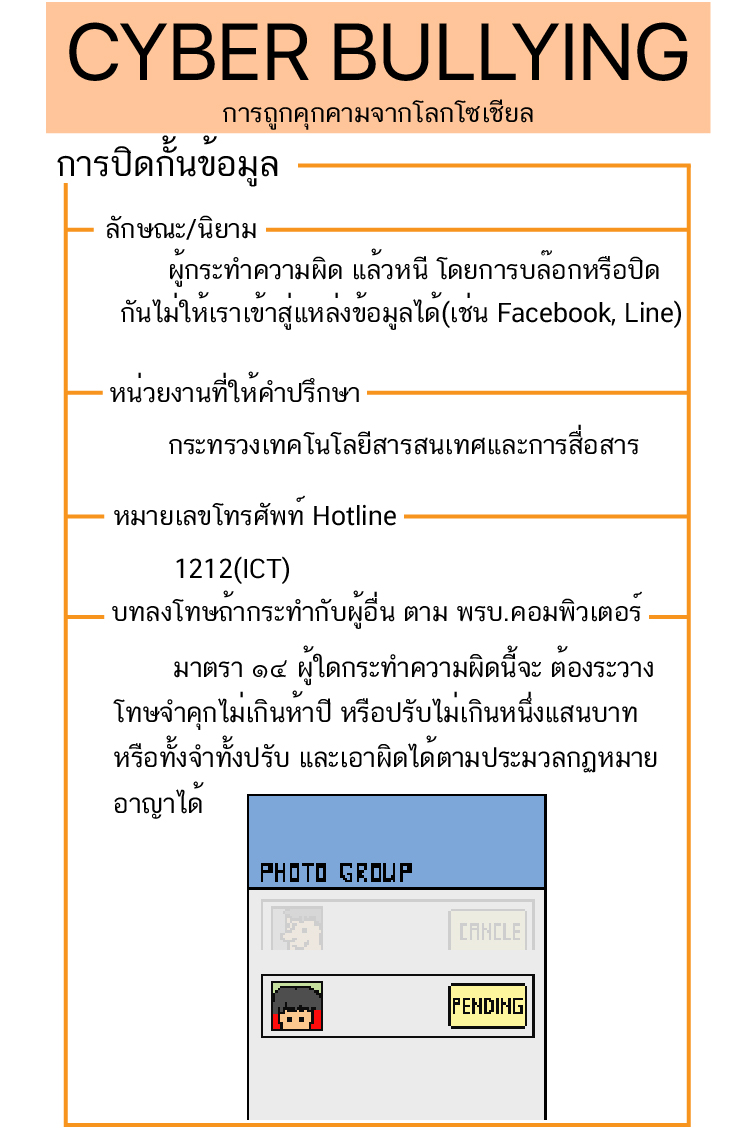 CYBER BULLYING
การถูกคุกคามจากโลกโซเชียล
การปิดกั้นข้อมูล
ลักษณะ/นิยาม
ผู้กระทำความผิด แล้วหนี โดยการบล๊อกหรือปิด
กันไม่ให้เราเข้าสู่แหล่งข้อมูลได้(เช่น Facebook, Line)
หน่วยงานที่ให้คำปรึกษา
กระทรวงเทคโนโลยีสารสนเทศและการสื่อสาร
หมายเลขโทรศัพท์ Hotline
1212(ICT)
บทลงโทษถ้ากระทำกับผู้อื่น ตาม พรบ.คอมพิวเตอร์
มาตรา ๑๔ ผู้ใดกระทำความผิดนี้จะ ต้องระวาง
โทษจำคุกไม่เกินห้าปี หรือปรับไม่เกินหนึ่งแสนบาท
หรือทั้งจำทั้งปรับ และเอาผิดได้ตามประมวลกฏหมาย
อาญาได้
PHOTO GROUP
CANCLE
PENDING